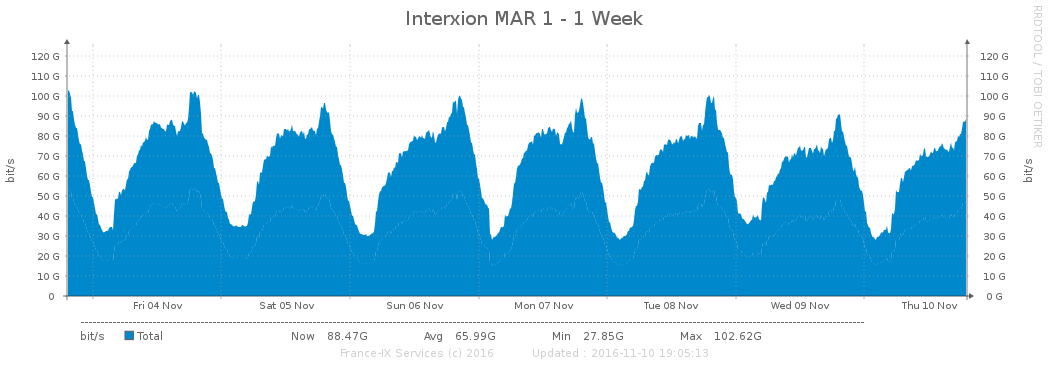 Interxion MAR 1 - 1 Week
RRDTOOL / TOBI OETIKER
bit/s
120 G 120 G
110 G 110 G
100 G 100 G
90 G 90 G
80 G 80 G
70 G 70 G
60 G 60 G
50 G 50 G
40 G 40 G
30 G 30 G
20 G 20 G
10 G 10 G
0 0 G
bit/s
Fri 04 Nov Sat 05 Nov Sun 06 Nov Mon 07 Nov Tue 08 Nov Wed 09 Nov Thu 10 Nov
bit/s Total Now 88.47G Avg 65.99G Min 27.85G Max 102.62G
France-IX Services (c) 2016 Updated : 2016-11-10 19:05:13